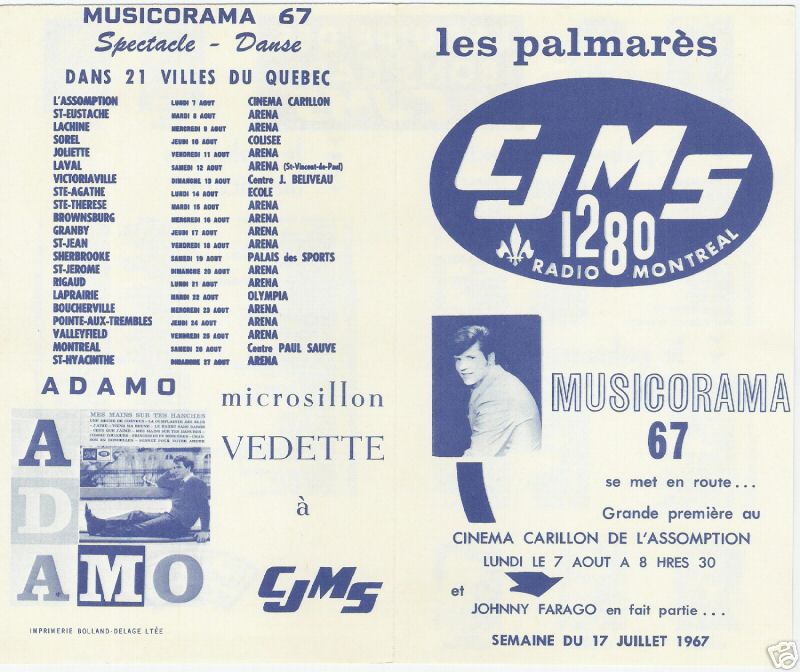 MUSICORAMA 67
Spectacle - Danse
DANS 21 VILLES DU QUEBEC
L'ASSOMPTION LUNDI 7 AOUT CINEMA CARILLON
ST-EUSTACHE MARDI 8 AOUT ARENA
LACHINE MERCREDI 9 AOUT ARENA
SOREL JEUDI 10 AOUT COLISEE
JOLIETTE VENDREDI 11 AOUT ARENA
LAVAL SAMEDI 12 AOUT ARENA (St-Vincent-de-Paul)
VICTORIAVILLE DIMANCHE 13 AOUT Centre J. BELIVEAU
STE-AGATHE LUNDI 14 AOUT ECOLE
STE-THERESE MARDI 15 AOUT ARENA
BROWNSBURG MERCREDI 16 AOUT ARENA
GRANBY JEUDI 17 AOUT ARENA
ST-JEAN VENDREDI 18 AOUT ARENA
SHERBROOKE SAMEDI 19 AOUT PALAIS des SPORTS
ST-JEROME DIMANCHE 20 AOUT ARENA
RIGAUD LUNDI 21 AOUT ARENA
LAPRAIRIE MARDI 22 AOUT OLYMPIA
BOUCHERVILLE MERCREDI 23 AOUT ARENA
POINTE-AUX-TREMBLES JEUDI 24 AOUT ARENA
VALLEYFIELD VENDREDI 25 AOUT ARENA
MONTREAL SAMEDI 26 AOUT Centre PAUL SAUVE
ST-HYACINTHE DIMANCHE 27 AOUT ARENA
ADAMO
MES MAINS SUR TES HANCHES
ADAMO
microsillon
VEDETTE
à
CJMS
IMPRIMERIE BOLLAND-DELAGE LTÉE
les palmarès
CJMS
1280
RADIO MONTREAL
MUSICORAMA
67
se met en route...
Grande première au
CINEMA CARILLON DE L'ASSOMPTION
LUNDI LE 7 AOUT A 8 HRES 30
et
JOHNNY FARAGO en fait partie...
SEMAINE DU 17 JUILLET 1967